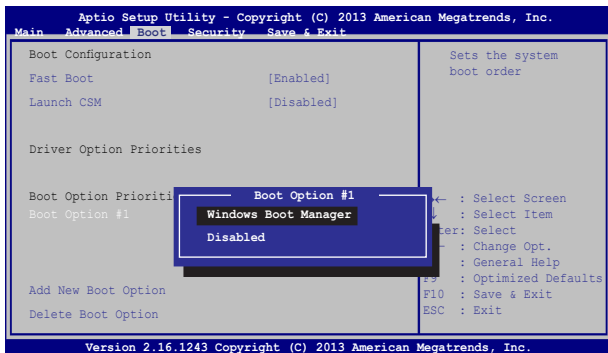 Aptio Setup Utility - Copyright (C) 2013 American Megatrends, Inc.
Main Advanced Boot Security Save & Exit
Boot Configuration
Fast Boot [Enabled]
Launch CSM [Disabled]
Driver Option Priorities
Boot Option Prioriti
Boot Option #1
Add New Boot Option
Delete Boot Option
Boot Option #1
Windows Boot Manager
Disabled
Sets the system
boot order
→← : Select Screen
: Select Item
ter: Select
: Change Opt.
: General Help
F9 : Optimized Defaults
F10 : Save & Exit
ESC : Exit
Version 2.16.1243 Copyright (C) 2013 American Megatrends, Inc.